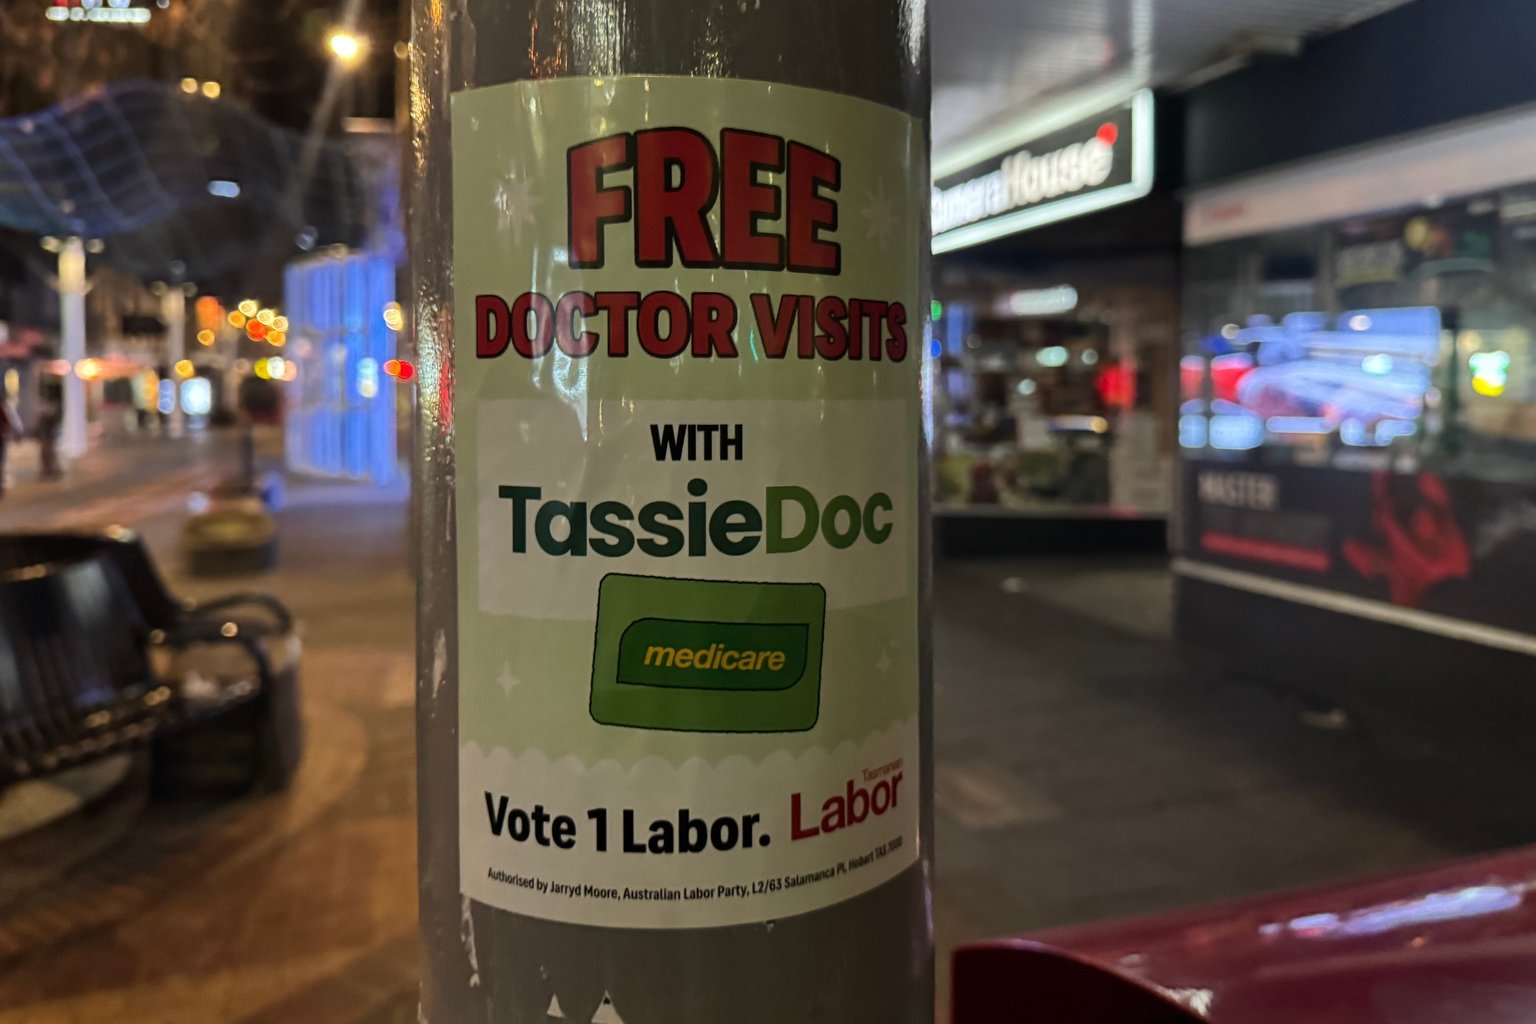 FREE
DOCTOR VISITS
WITH
TassieDoc
medicare
Vote 1 Labor.
Tasmanian
Labor
Authorised by Jarryd Moore, Australian Labor Party, L2/63 Salamanca Pl, Hobart TAS 7000
House
MASTER